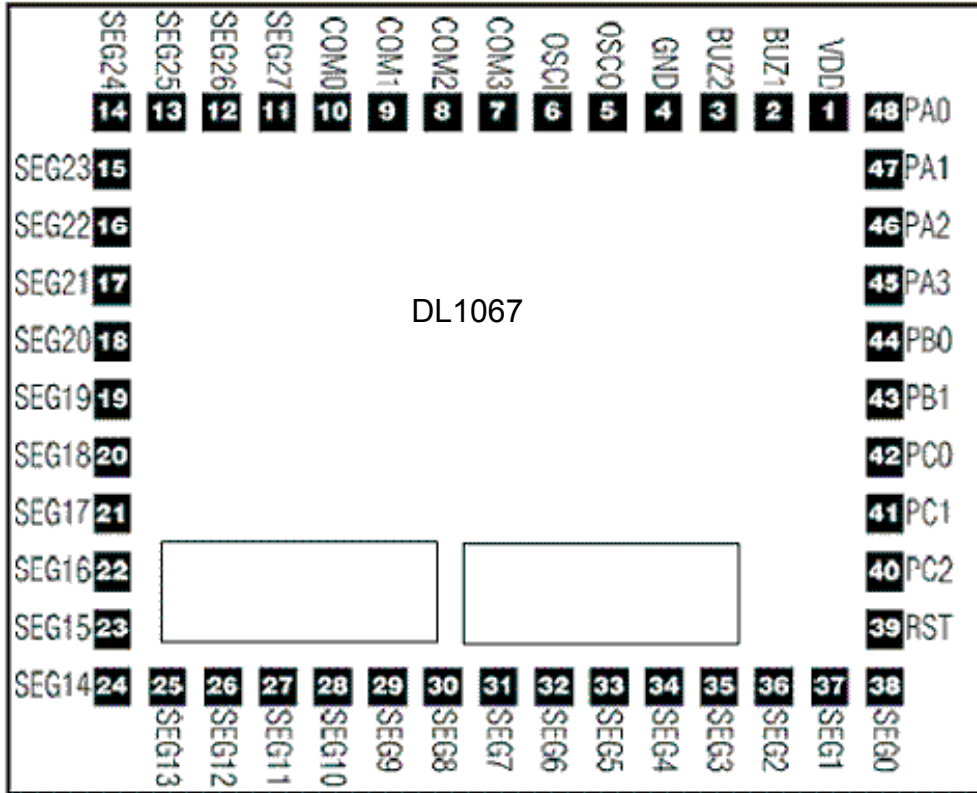 SEG24 SEG25 SEG26 SEG27 COM0 COM1 COM2 COM3 OSCI OSCO GND BUZ2 BUZ1 VDD
14 13 12 11 10 9 8 7 6 5 4 3 2 1 48 PA0
SEG23 15 47 PA1
SEG22 16 46 PA2
SEG21 17 45 PA3
DL1067
SEG20 18 44 PB0
SEG19 19 43 PB1
SEG18 20 42 PC0
SEG17 21 41 PC1
SEG16 22 40 PC2
SEG15 23 39 RST
SEG14 24 25 26 27 28 29 30 31 32 33 34 35 36 37 38
SEG13 SEG12 SEG11 SEG10 SEG9 SEG8 SEG7 SEG6 SEG5 SEG4 SEG3 SEG2 SEG1 SEG0